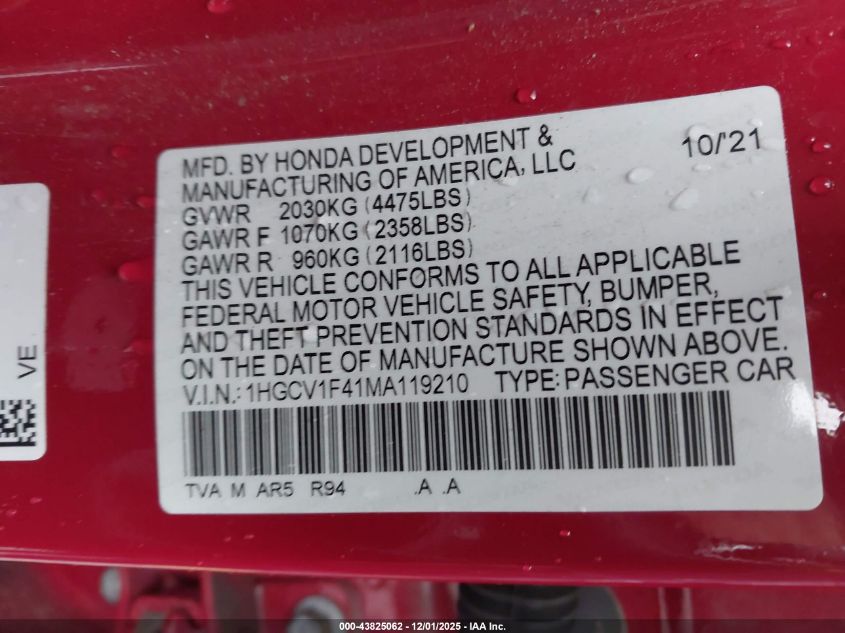 MFD. BY HONDA DEVELOPMENT &
MANUFACTURING OF AMERICA, LLC
10/'21
GVWR 2030KG (4475LBS)
GAWR F 1070KG (2358LBS)
GAWR R 960KG (2116LBS)
THIS VEHICLE CONFORMS TO ALL APPLICABLE
FEDERAL MOTOR VEHICLE SAFETY, BUMPER,
AND THEFT PREVENTION STANDARDS IN EFFECT
ON THE DATE OF MANUFACTURE SHOWN ABOVE.
V.I.N.: 1HGCV1F41MA119210 TYPE: PASSENGER CAR
TVA M AR5 R94 .A .A
VE
000-43825062 - 12/01/2025 - IAA Inc.